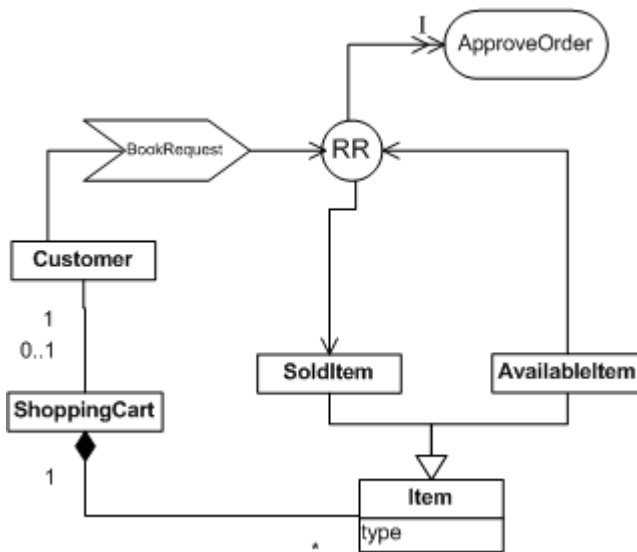 I
ApproveOrder
BookRequest
RR
Customer
1
0..1
SoldItem
AvailableItem
ShoppingCart
1
Item
type
*